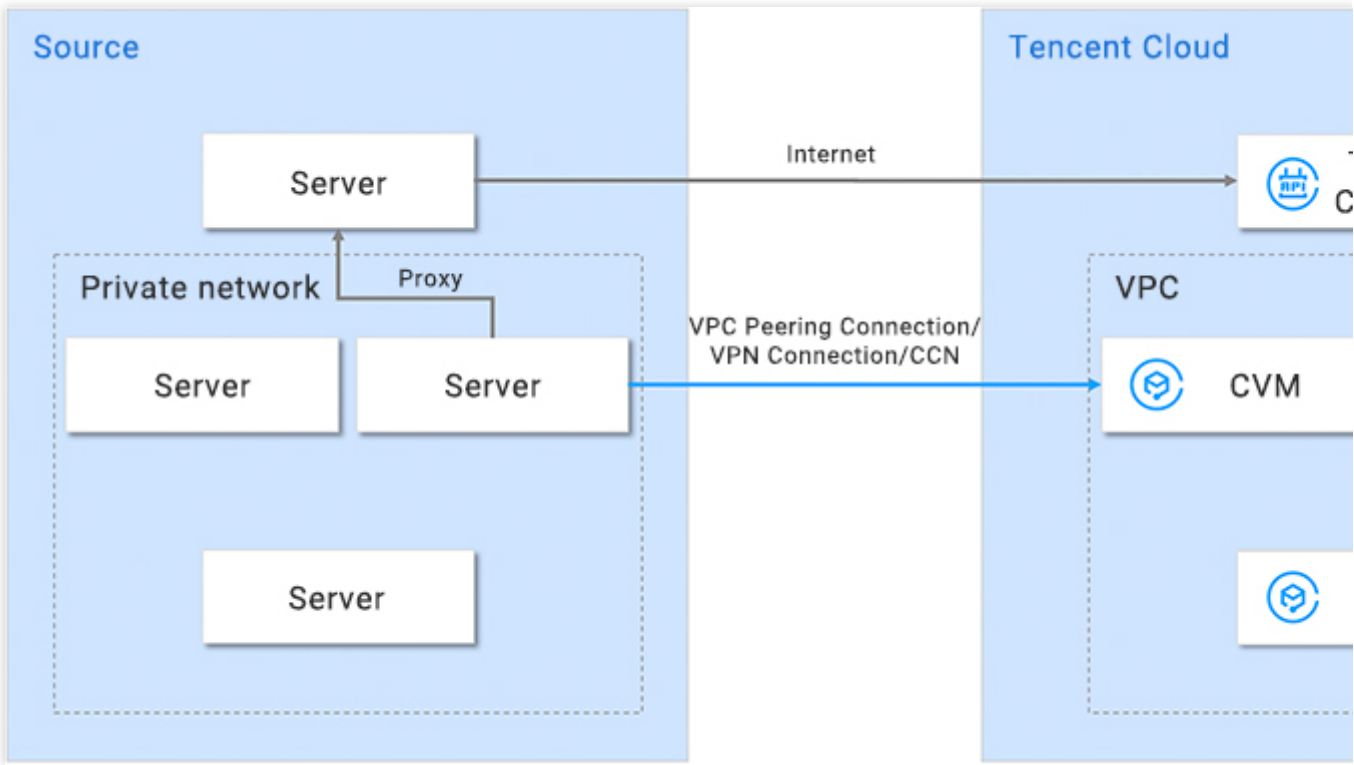 Source
Tencent Cloud
Internet
Server
API
Private network
Proxy
VPC
VPC Peering Connection/
VPN Connection/CCN
Server
Server
CVM
Server